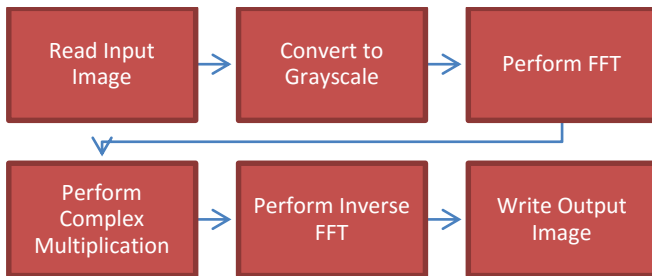 Read Input
Image
Convert to
Grayscale
Perform FFT
Perform
Complex
Multiplication
Perform Inverse
FFT
Write Output
Image